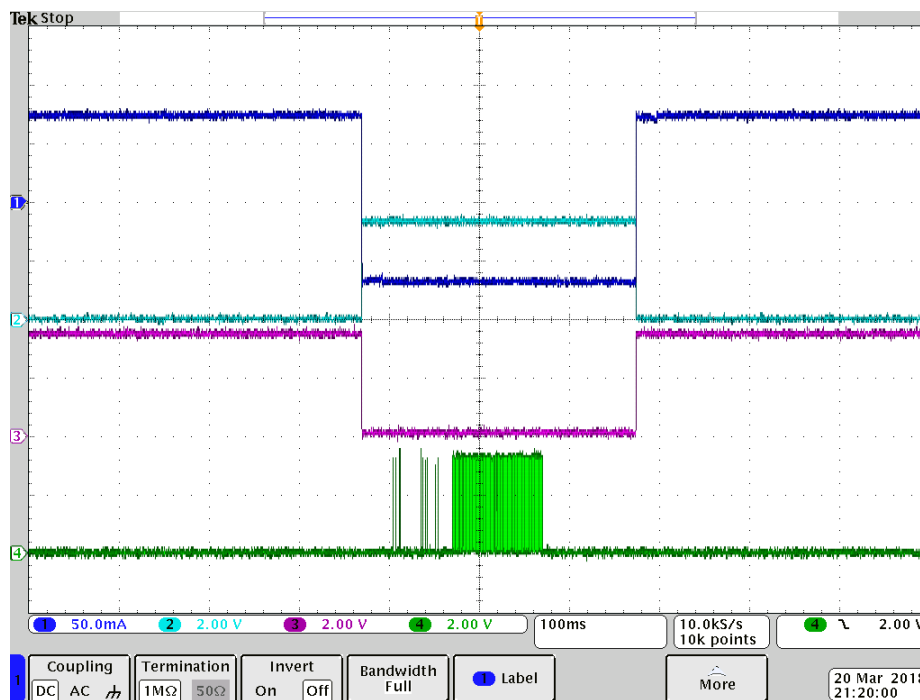 Tek Stop
T
1
2
3
4
1 50.0mA 2 2.00 V 3 2.00 V 4 2.00 V 100ms 10.0kS/s 4 2.00
10k points
1 Coupling Termination Invert Bandwidth 1 Label More 20 Mar
DC AC 1MΩ 50Ω On Off Full 21:20:00